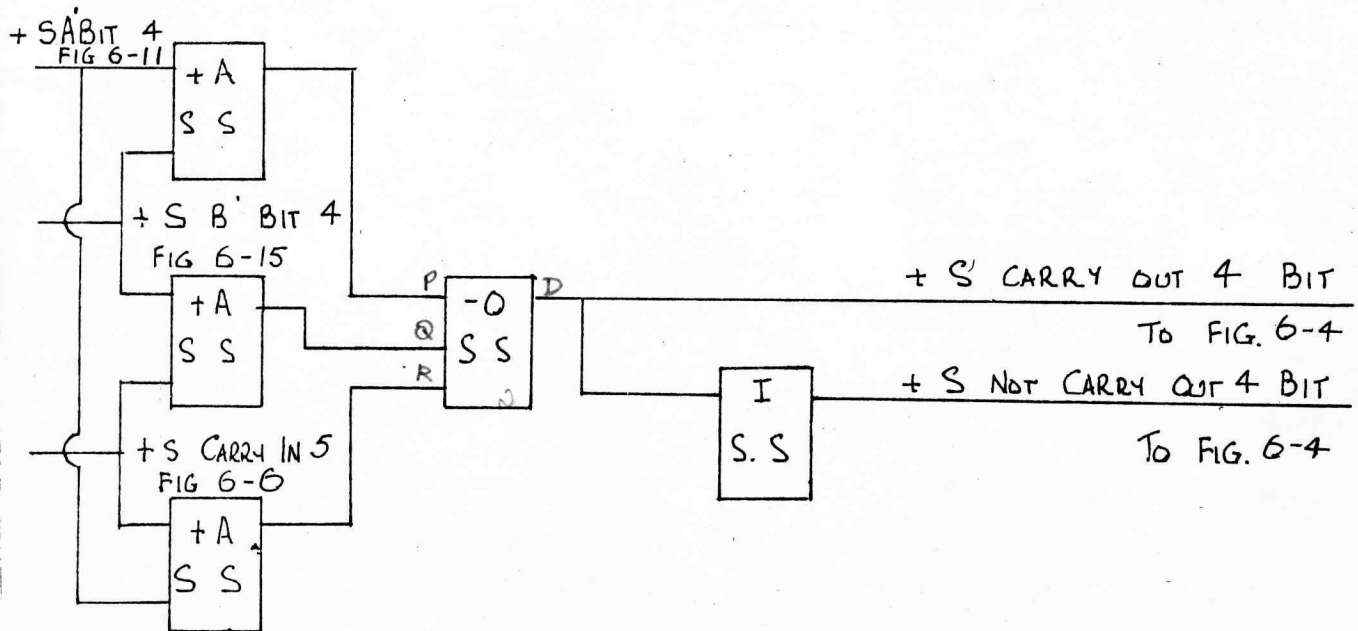 + SA'BIT 4
FIG 6-11
+ A
S S
+ S B' BIT 4
FIG 6-15
+ A
S S
P
Q
R
- O
S S
D
+ S CARRY OUT 4 BIT
TO FIG. 6-4
I
S. S
+ S NOT CARRY OUT 4 BIT
TO FIG. 6-4
+ S CARRY IN 5
FIG 6-6
+ A
S S